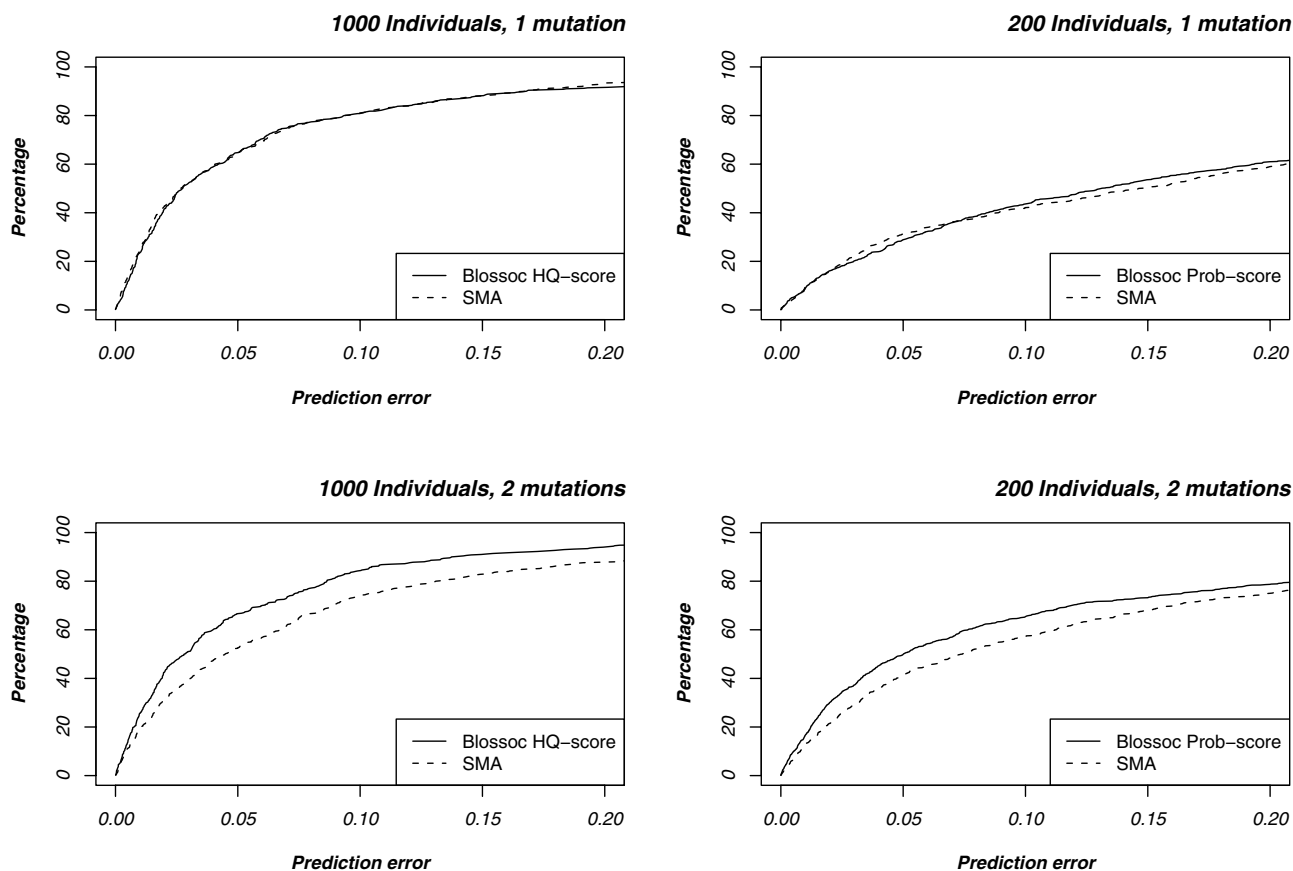 1000 Individuals, 1 mutation
Percentage
0 20 40 60 80 100
Blossoc HQ−score
SMA
0.00 0.05 0.10 0.15 0.20
Prediction error
200 Individuals, 1 mutation
Percentage
0 20 40 60 80 100
Blossoc Prob−score
SMA
0.00 0.05 0.10 0.15 0.20
Prediction error
1000 Individuals, 2 mutations
Percentage
0 20 40 60 80 100
Blossoc HQ−score
SMA
0.00 0.05 0.10 0.15 0.20
Prediction error
200 Individuals, 2 mutations
Percentage
0 20 40 60 80 100
Blossoc Prob−score
SMA
0.00 0.05 0.10 0.15 0.20
Prediction error